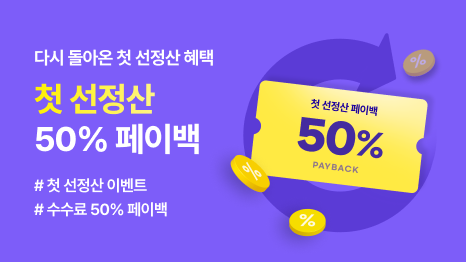 다시 돌아온 첫 선정산 혜택
첫 선정산
50% 페이백
# 첫 선정산 이벤트
# 수수료 50% 페이백
첫 선정산 페이백
50%
PAYBACK
%
%
%